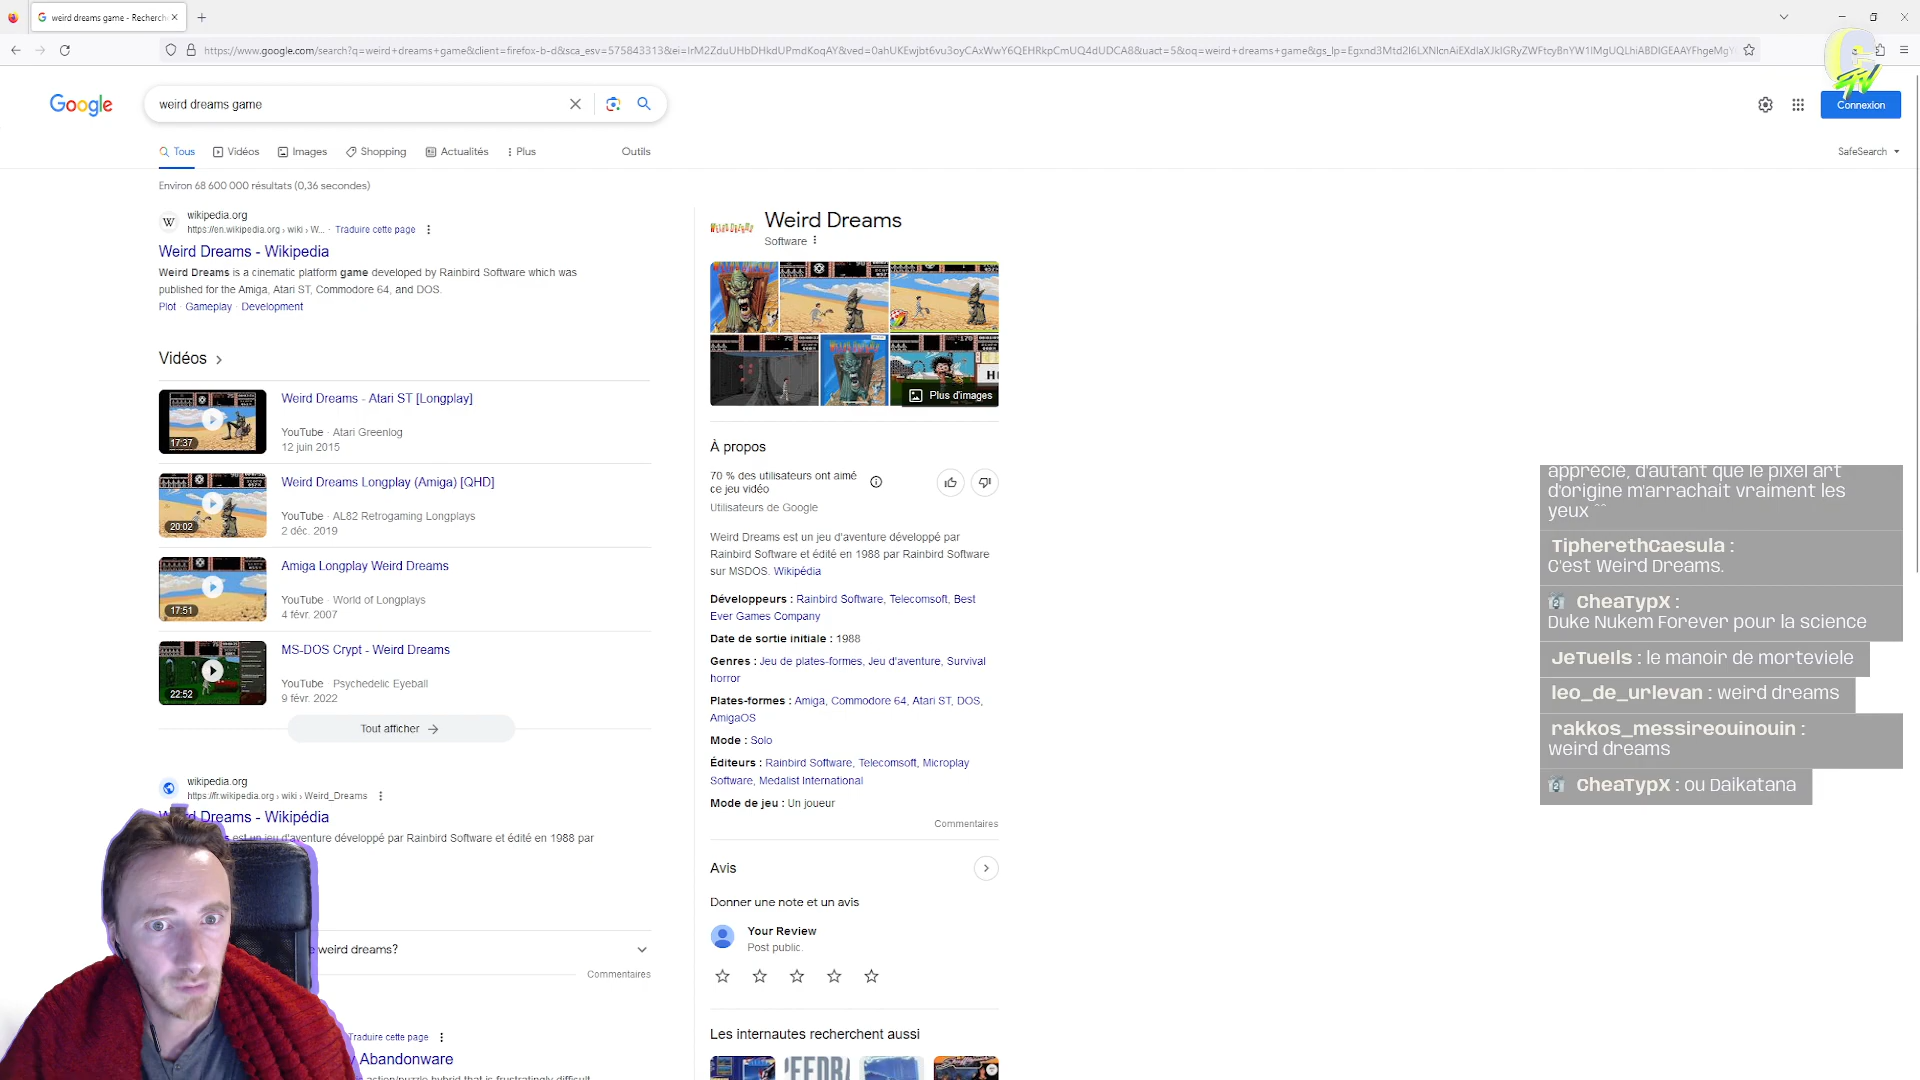 weird dreams game - Recherch
https://www.google.com/search?q=weird+dreams+game&client=firefox-b-d&sca_esv=575843313&ei=
Google
weird dreams game
Connexion
Tous
Vidéos
Images
Shopping
Actualités
Plus
Outils
SafeSearch
Environ 68 600 000 résultats (0,36 secondes)
W
wikipedia.org
https://en.wikipedia.org › wiki › W... · Traduire cette page
Weird Dreams - Wikipedia
Weird Dreams is a cinematic platform game developed by Rainbird Software which was
published for the Amiga, Atari ST, Commodore 64, and DOS.
Plot · Gameplay · Development
Vidéos
17:37
Weird Dreams - Atari ST [Longplay]
YouTube · Atari Greenlog
12 juin 2015
20:02
Weird Dreams Longplay (Amiga) [QHD]
YouTube · AL82 Retrogaming Longplays
2 déc. 2019
17:51
Amiga Longplay Weird Dreams
YouTube · World of Longplays
4 févr. 2007
22:52
MS-DOS Crypt - Weird Dreams
YouTube · Psychedelic Eyeball
9 févr. 2022
Tout afficher
wikipedia.org
https://fr.wikipedia.org › wiki › Weird_Dreams
Dreams - Wikipédia
est un jeu d'aventure développé par Rainbird Software et édité en 1988 par
weird dreams?
Commentaires
Traduire cette page
Abandonware
action/puzzle hybrid that is frustratingly difficult
Weird Dreams
Software
Plus d'images
À propos
70 % des utilisateurs ont aimé
ce jeu vidéo
Utilisateurs de Google
Weird Dreams est un jeu d'aventure développé par
Rainbird Software et édité en 1988 par Rainbird Software
sur MSDOS. Wikipédia
Développeurs : Rainbird Software, Telecomsoft, Best
Ever Games Company
Date de sortie initiale : 1988
Genres : Jeu de plates-formes, Jeu d'aventure, Survival
horror
Plates-formes : Amiga, Commodore 64, Atari ST, DOS,
AmigaOS
Mode : Solo
Éditeurs : Rainbird Software, Telecomsoft, Microplay
Software, Medalist International
Mode de jeu : Un joueur
Commentaires
Avis
Donner une note et un avis
Your Review
Post public.
Les internautes recherchent aussi
apprécié, d'autant que le pixel art
d'origine m'arrachait vraiment les
yeux ^^
TipherethCaesula :
C'est Weird Dreams.
CheaTypX :
Duke Nukem Forever pour la science
JeTueIls : le manoir de morteviele
leo_de_urlevan : weird dreams
rakkos_messireouinouin :
weird dreams
CheaTypX : ou Daikatana